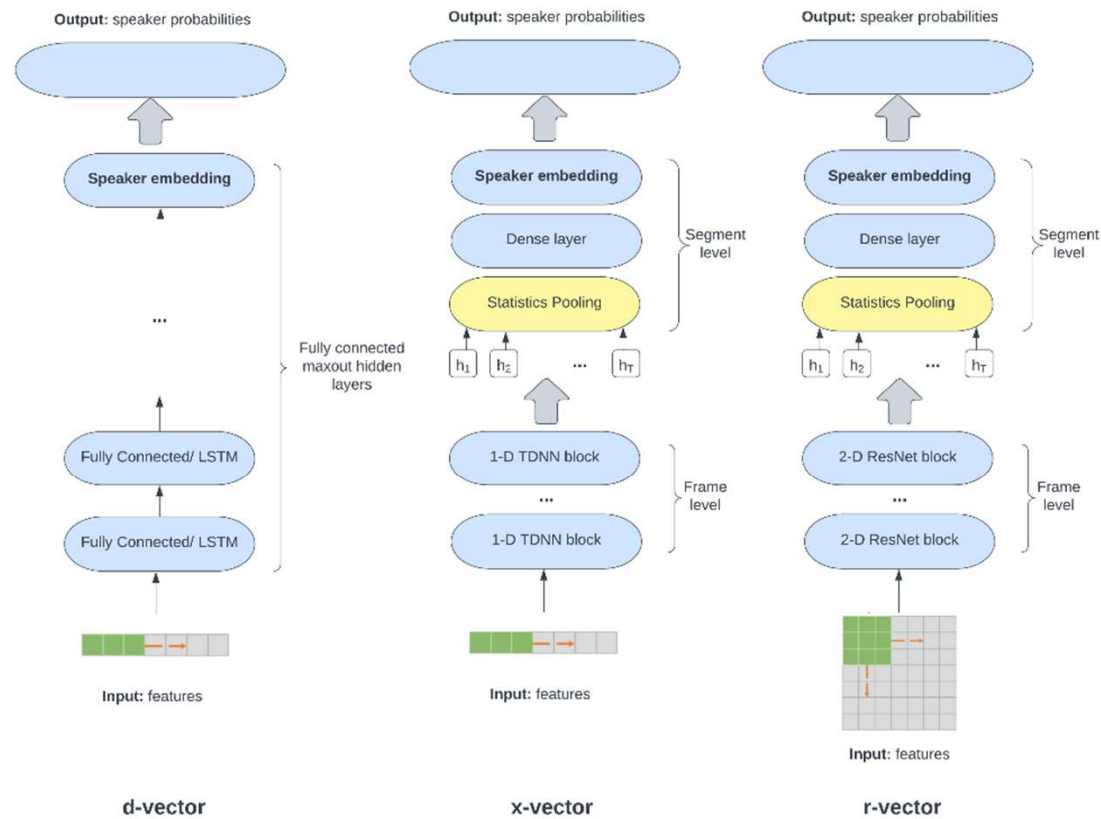 Output: speaker probabilities
Speaker embedding
...
Fully connected
maxout hidden
layers
Fully Connected/ LSTM
Fully Connected/ LSTM
Input: features
d-vector
Output: speaker probabilities
Speaker embedding
Dense layer
Statistics Pooling
Segment
level
h1 h2 ... hT
1-D TDNN block
...
1-D TDNN block
Frame
level
Input: features
x-vector
Output: speaker probabilities
Speaker embedding
Dense layer
Statistics Pooling
Segment
level
h1 h2 ... hT
2-D ResNet block
...
2-D ResNet block
Frame
level
Input: features
r-vector